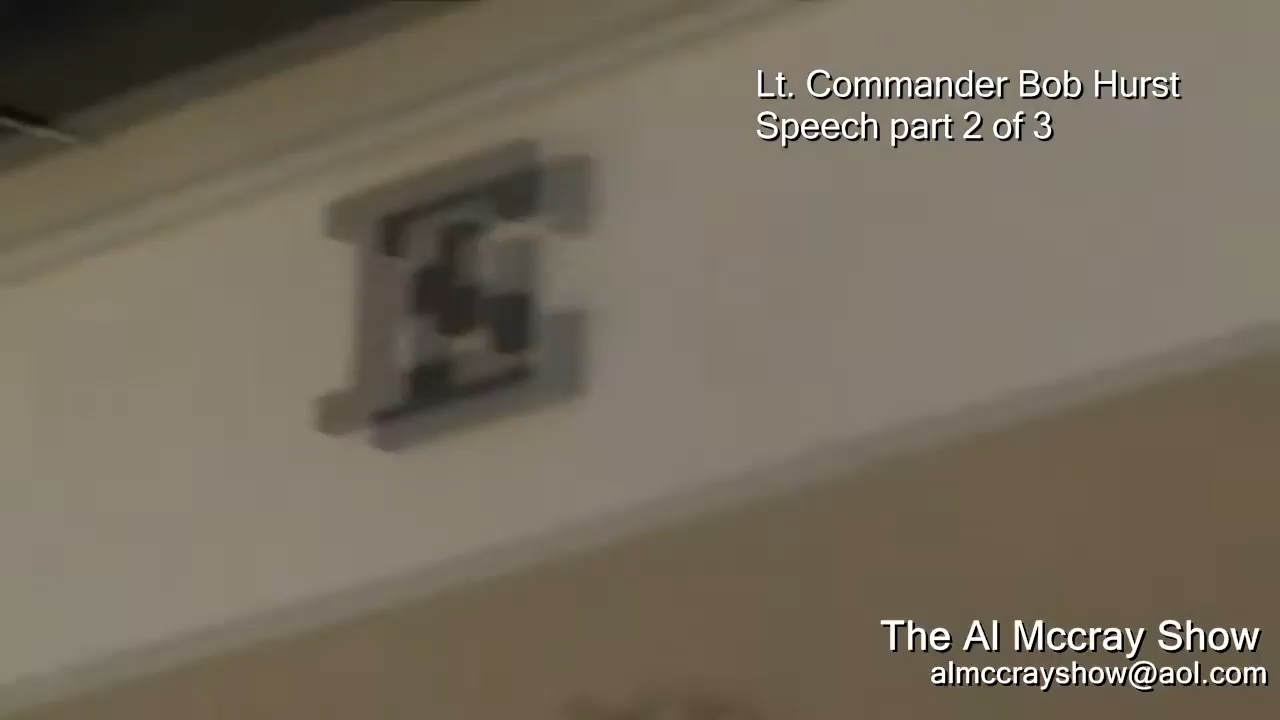 Lt. Commander Bob Hurst
Speech part 2 of 3
The Al Mccray Show
almccrayshow@aol.com